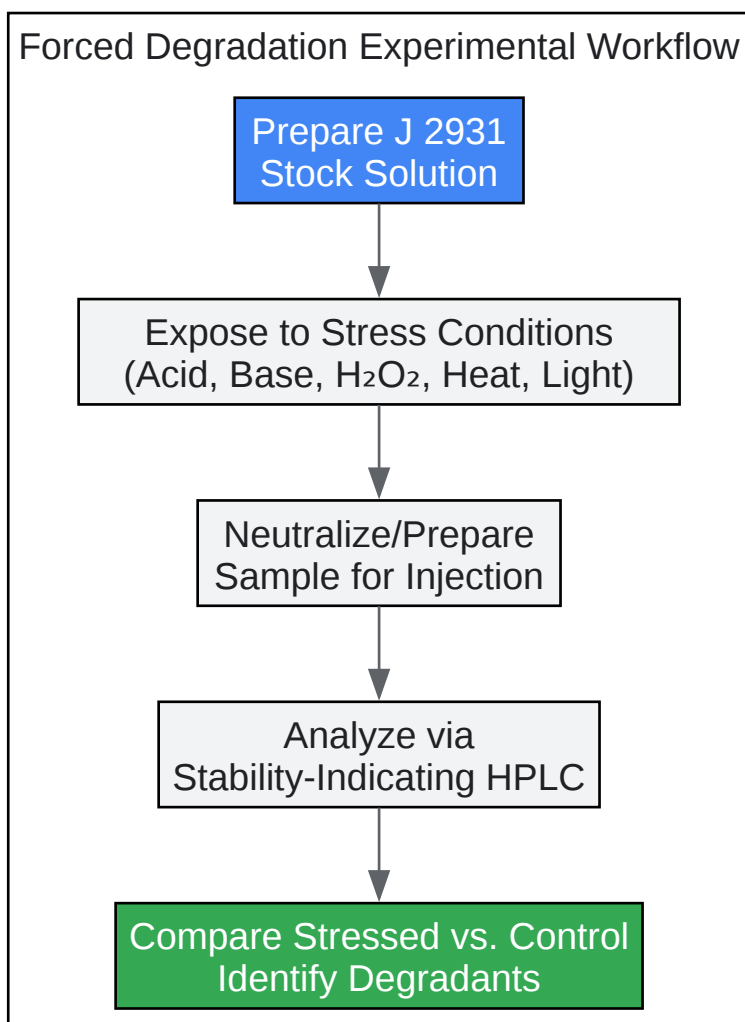 Forced Degradation Experimental Workflow
Prepare J 2931
Stock Solution
Expose to Stress Conditions
(Acid, Base, H₂O₂, Heat, Light)
Neutralize/Prepare
Sample for Injection
Analyze via
Stability-Indicating HPLC
Compare Stressed vs. Control
Identify Degradants